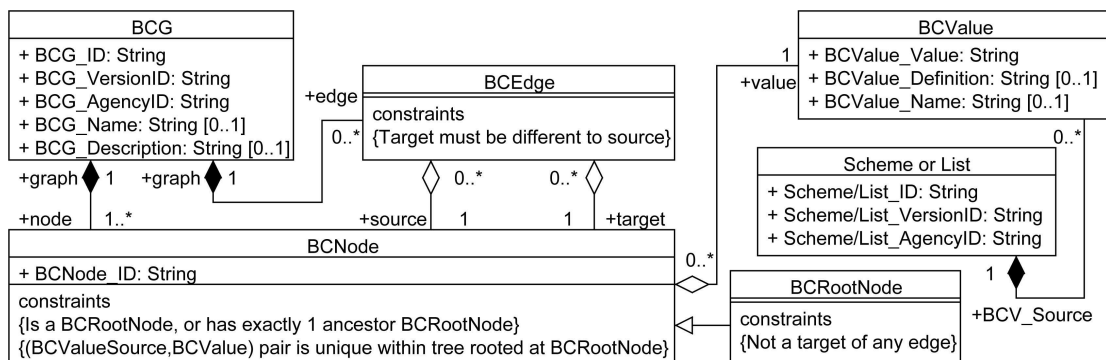 BCG
+ BCG_ID: String
+ BCG_VersionID: String
+ BCG_AgencyID: String
+ BCG_Name: String [0..1]
+ BCG_Description: String [0..1]
+graph 1
+graph 1
+node 1..*
+edge
0..*
BCEdge
constraints
{Target must be different to source}
0..*
0..*
+source 1
1 +target
BCValue
+ BCValue_Value: String
+ BCValue_Definition: String [0..1]
+ BCValue_Name: String [0..1]
1
+value
0..*
Scheme or List
+ Scheme/List_ID: String
+ Scheme/List_VersionID: String
+ Scheme/List_AgencyID: String
1
+BCV_Source
BCNode
+ BCNode_ID: String
0..*
constraints
{Is a BCRootNode, or has exactly 1 ancestor BCRootNode}
{(BCValueSource,BCValue) pair is unique within tree rooted at BCRootNode}
BCRootNode
constraints
{Not a target of any edge}